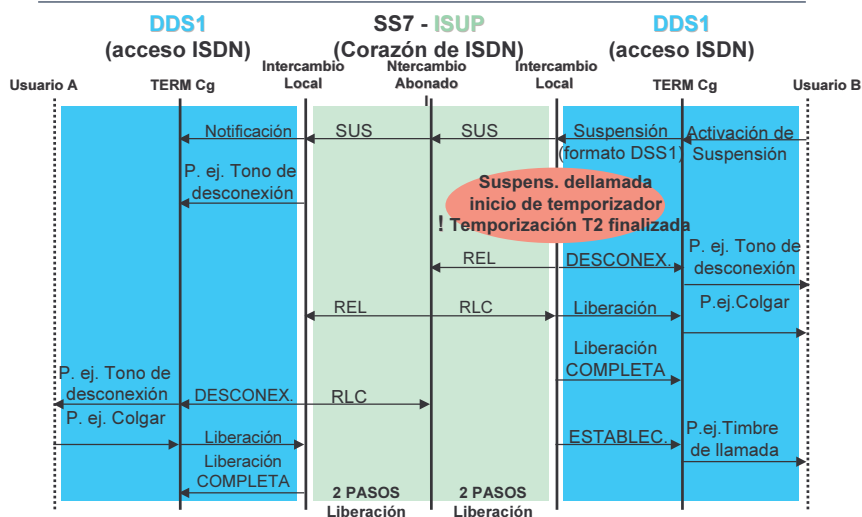 DDS1
(acceso ISDN)
SS7 - ISUP
(Corazón de ISDN)
DDS1
(acceso ISDN)
Usuario A
TERM Cg
Intercambio
Local
Ntercambio
Abonado
l
Intercambio
Local
TERM Cg
Usuario B
Notificación
SUS
SUS
Suspensión
(formato DSS1)
Activación de
Suspensión
P. ej. Tono de
desconexión
Suspens. dellamada
inicio de temporizador
! Temporización T2 finalizada
REL
DESCONEX.
P. ej. Tono de
desconexión
REL
RLC
Liberación
P.ej.Colgar
Liberación
COMPLETA
P. ej. Tono de
desconexión
DESCONEX.
RLC
P. ej. Colgar
Liberación
ESTABLEC.
P.ej.Timbre
de llamada
Liberación
COMPLETA
2 PASOS
Liberación
2 PASOS
Liberación